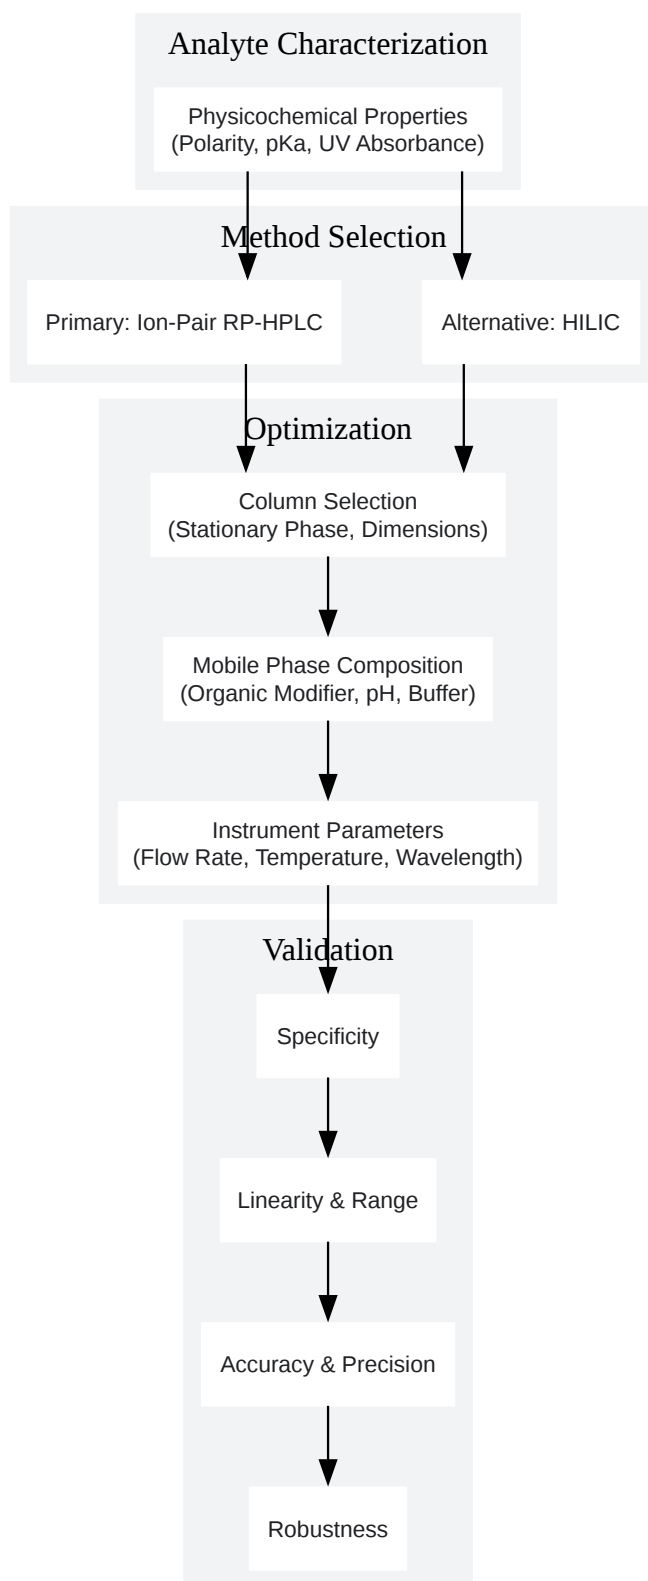 Analyte Characterization
Physicochemical Properties
(Polarity, pKa, UV Absorbance)
Method Selection
Primary: Ion-Pair RP-HPLC
Alternative: HILIC
Optimization
Column Selection
(Stationary Phase, Dimensions)
Mobile Phase Composition
(Organic Modifier, pH, Buffer)
Instrument Parameters
(Flow Rate, Temperature, Wavelength)
Validation
Specificity
Linearity & Range
Accuracy & Precision
Robustness